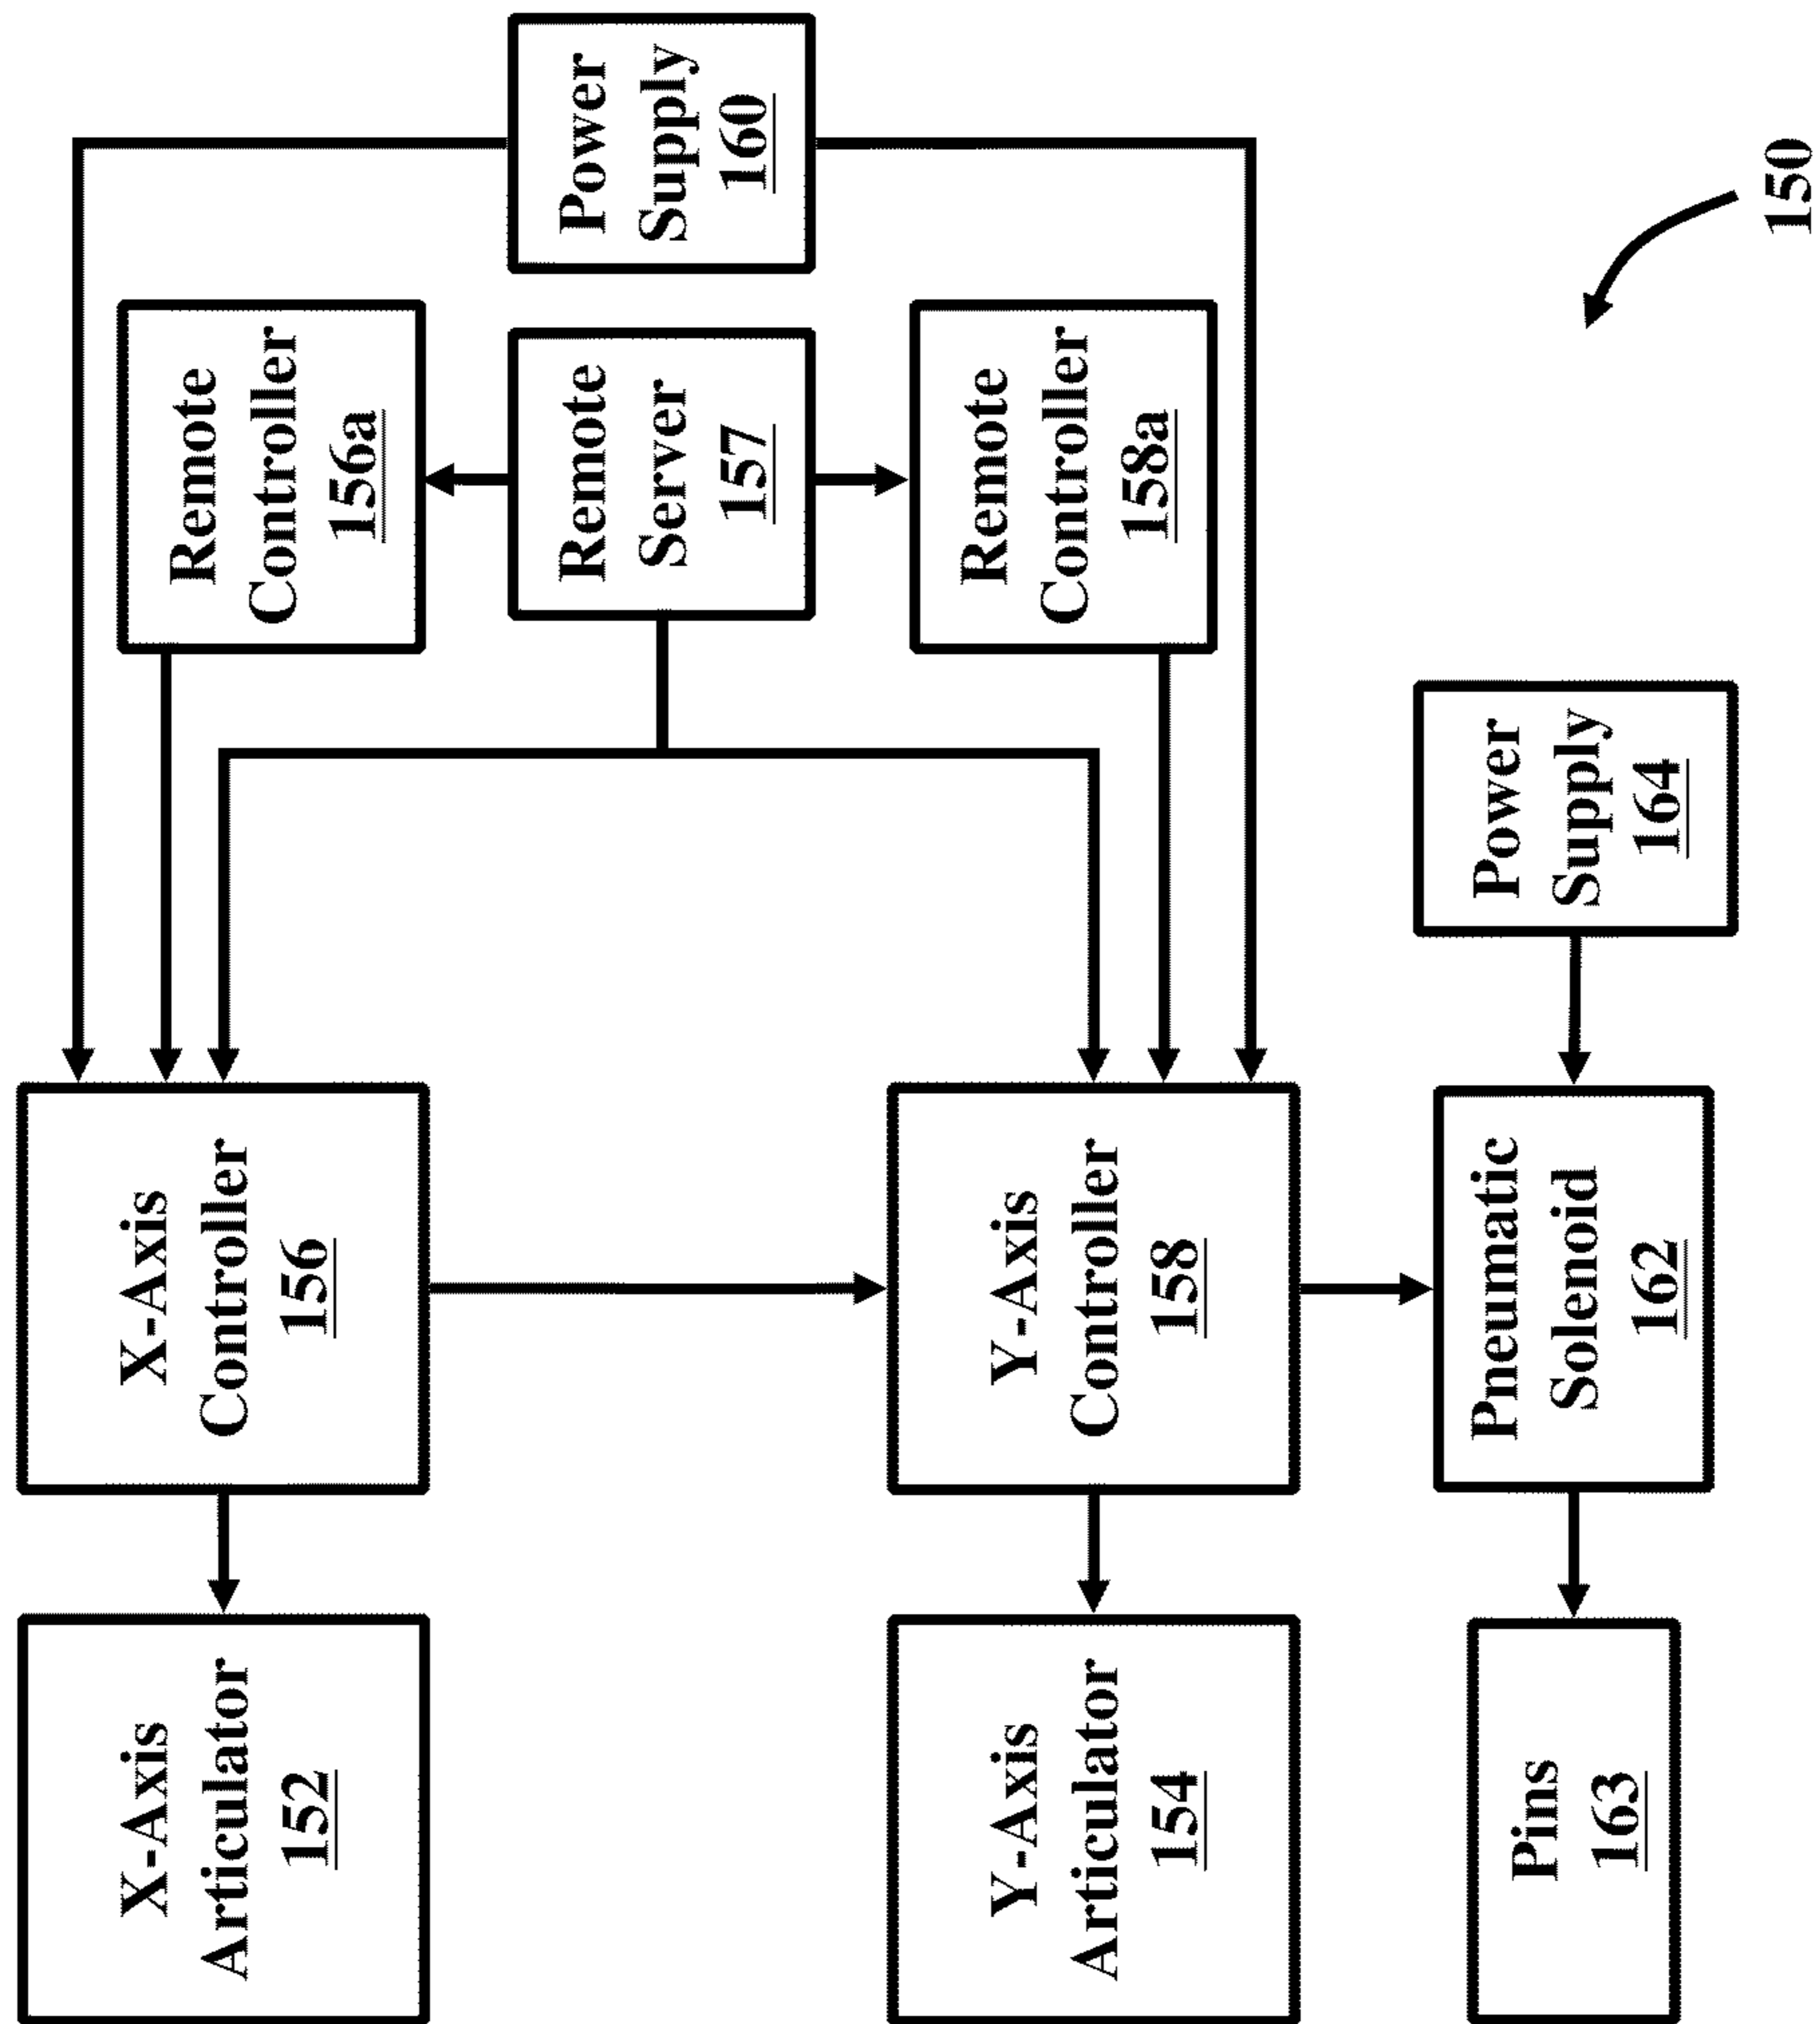 X-Axis
Articulator
152
X-Axis
Controller
156
Remote
Controller
156a
Remote
Server
157
Power
Supply
160
Y-Axis
Articulator
154
Y-Axis
Controller
158
Remote
Controller
158a
Pins
163
Pneumatic
Solenoid
162
Power
Supply
164
150